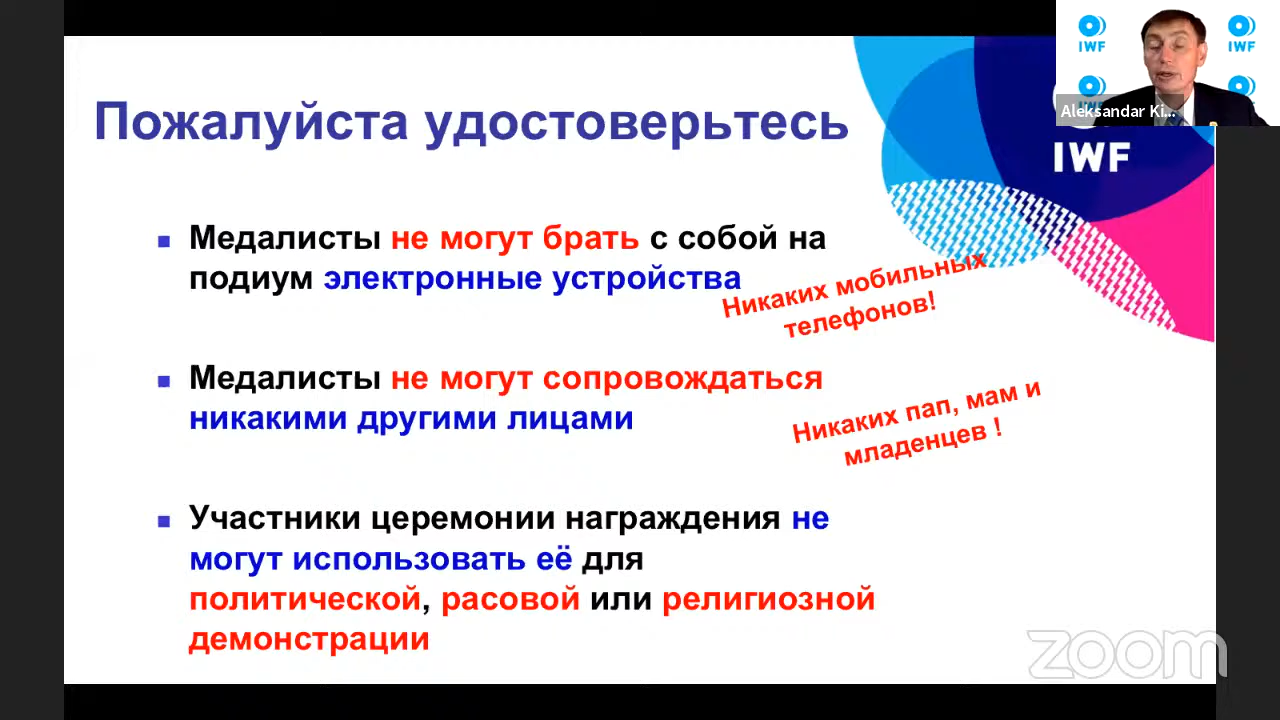 Пожалуйста удостоверьтесь
IWF
IWF
IWF
Aleksandar Ki...
IWF
Медалисты не могут брать с собой на
подиум электронные устройства
Никаких мобильных
телефонов!
Медалисты не могут сопровождаться
никакими другими лицами
Никаких пап, мам и
младенцев !
Участники церемонии награждения не
могут использовать её для
политической, расовой или религиозной
демонстрации
zoom